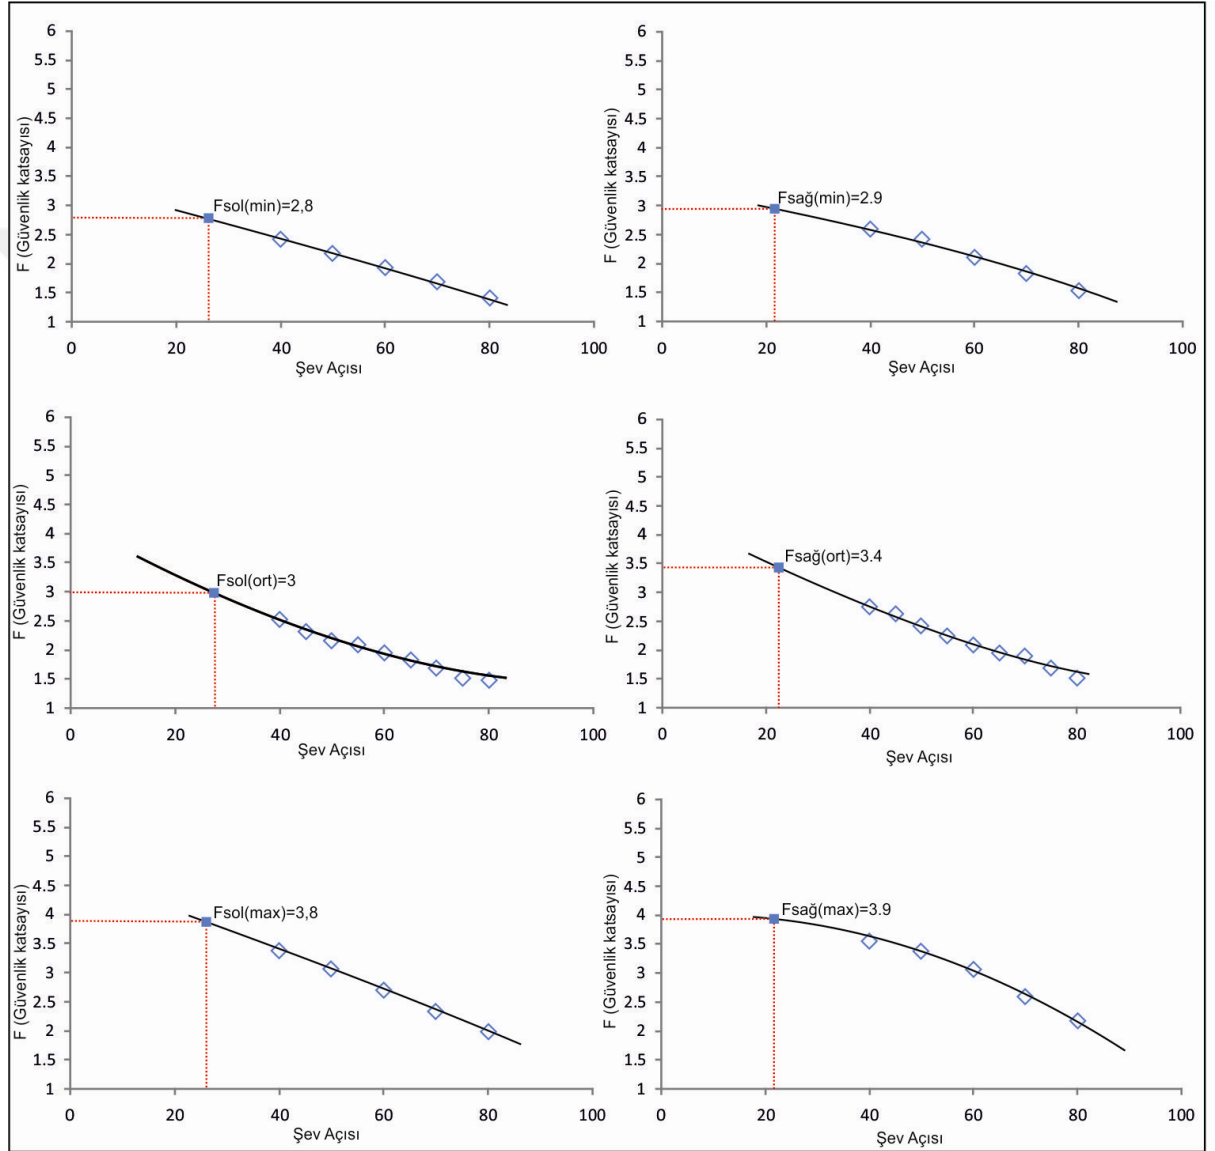 6
5.5
5
4.5
4
3.5
3
2.5
2
1.5
1
F (Güvenlik katsayısı)
Fsol(min)=2,8
0 20 40 60 80 100
Şev Açısı
6
5.5
5
4.5
4
3.5
3
2.5
2
1.5
1
F (Güvenlik katsayısı)
Fsağ(min)=2.9
0 20 40 60 80 100
Şev Açısı
6
5.5
5
4.5
4
3.5
3
2.5
2
1.5
1
F (Güvenlik katsayısı)
Fsol(ort)=3
0 20 40 60 80 100
Şev Açısı
6
5.5
5
4.5
4
3.5
3
2.5
2
1.5
1
F (Güvenlik katsayısı)
Fsağ(ort)=3.4
0 20 40 60 80 100
Şev Açısı
6
5.5
5
4.5
4
3.5
3
2.5
2
1.5
1
F (Güvenlik katsayısı)
Fsol(max)=3,8
0 20 40 60 80 100
Şev Açısı
6
5.5
5
4.5
4
3.5
3
2.5
2
1.5
1
F (Güvenlik katsayısı)
Fsağ(max)=3.9
0 20 40 60 80 100
Şev Açısı